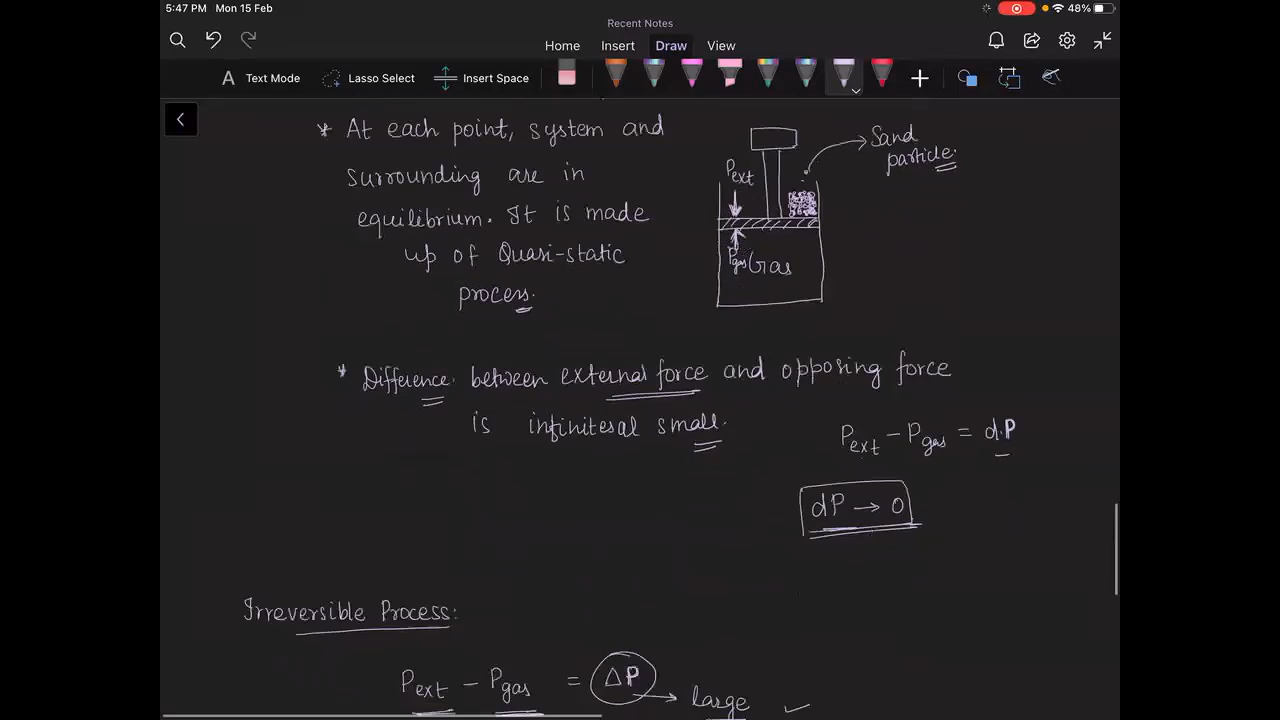 5:47 PM Mon 15 Feb
48%
Recent Notes
Home Insert Draw View
A Text Mode Lasso Select Insert Space
* At each point, system and
surrounding are in
equilibrium. It is made
up of Quasi-static
process.
Sand
particle.
Pext
Pgas Gas
* Difference between external force and opposing force
is infinitesal small.
Pext − Pgas = d.P
dP → 0
Irreversible Process:
Pext − Pgas = ΔP → large ✓